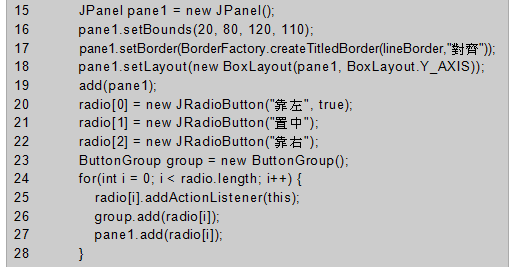 15 JPanel pane1 = new JPanel();
16 pane1.setBounds(20, 80, 120, 110);
17 pane1.setBorder(BorderFactory.createTitledBorder(lineBorder,"對齊"));
18 pane1.setLayout(new BoxLayout(pane1, BoxLayout.Y_AXIS));
19 add(pane1);
20 radio[0] = new JRadioButton("靠左", true);
21 radio[1] = new JRadioButton("置中");
22 radio[2] = new JRadioButton("靠右");
23 ButtonGroup group = new ButtonGroup();
24 for(int i = 0; i < radio.length; i++) {
25 radio[i].addActionListener(this);
26 group.add(radio[i]);
27 pane1.add(radio[i]);
28 }